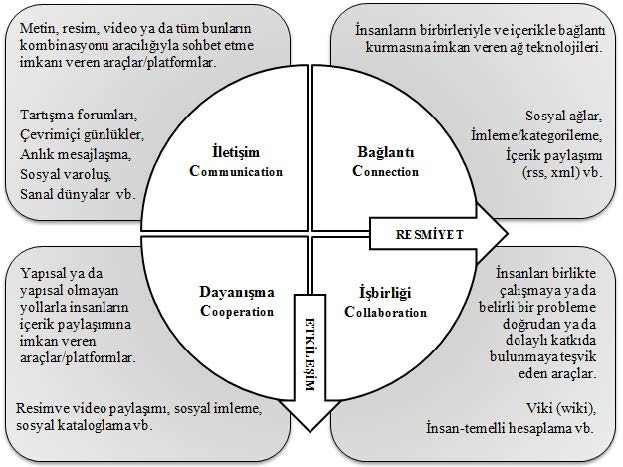 Metin, resim, video ya da tüm bunların
kombinasyonu aracılığıyla sohbet etme
imkanı veren araçlar/platformlar.
Tartışma forumları,
Çevrimiçi günlükler,
Anlık mesajlaşma,
Sosyal varoluş,
Sanal dünyalar vb.
İnsanların birbirleriyle ve içerikle bağlantı
kurmasına imkan veren ağ teknolojileri.
Sosyal ağlar,
İmleme/kategorileme,
İçerik paylaşımı
(rss, xml) vb.
İletişim
Communication
Bağlantı
Connection
RESMİYET
Dayanışma
Cooperation
İşbirliği
Collaboration
ETKİLEŞİM
Yapısal ya da
yapısal olmayan
yollarla insanların
içerik paylaşımına
imkan veren
araçlar/platformlar.
Resimve video paylaşımı, sosyal imleme,
sosyal kataloglama vb.
İnsanları birlikte
çalışmaya ya da
belirli bir probleme
doğrudan ya da
dolaylı katkıda
bulunmaya teşvik
eden araçlar.
Viki (wiki),
İnsan-temelli hesaplama vb.